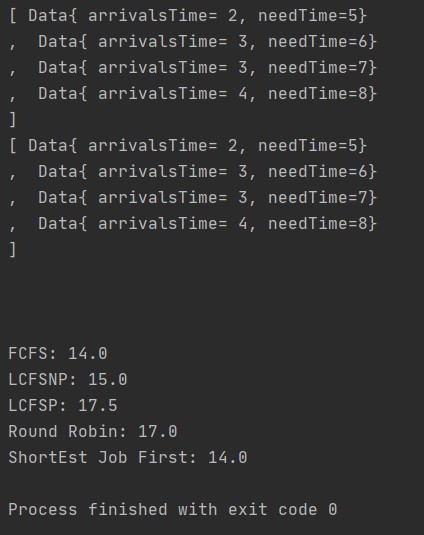 [ Data{ arrivalsTime= 2, needTime=5}
,  Data{ arrivalsTime= 3, needTime=6}
,  Data{ arrivalsTime= 3, needTime=7}
,  Data{ arrivalsTime= 4, needTime=8}
]
[ Data{ arrivalsTime= 2, needTime=5}
,  Data{ arrivalsTime= 3, needTime=6}
,  Data{ arrivalsTime= 3, needTime=7}
,  Data{ arrivalsTime= 4, needTime=8}
]
FCFS: 14.0
LCFSNP: 15.0
LCFSP: 17.5
Round Robin: 17.0
ShortEst Job First: 14.0
Process finished with exit code 0